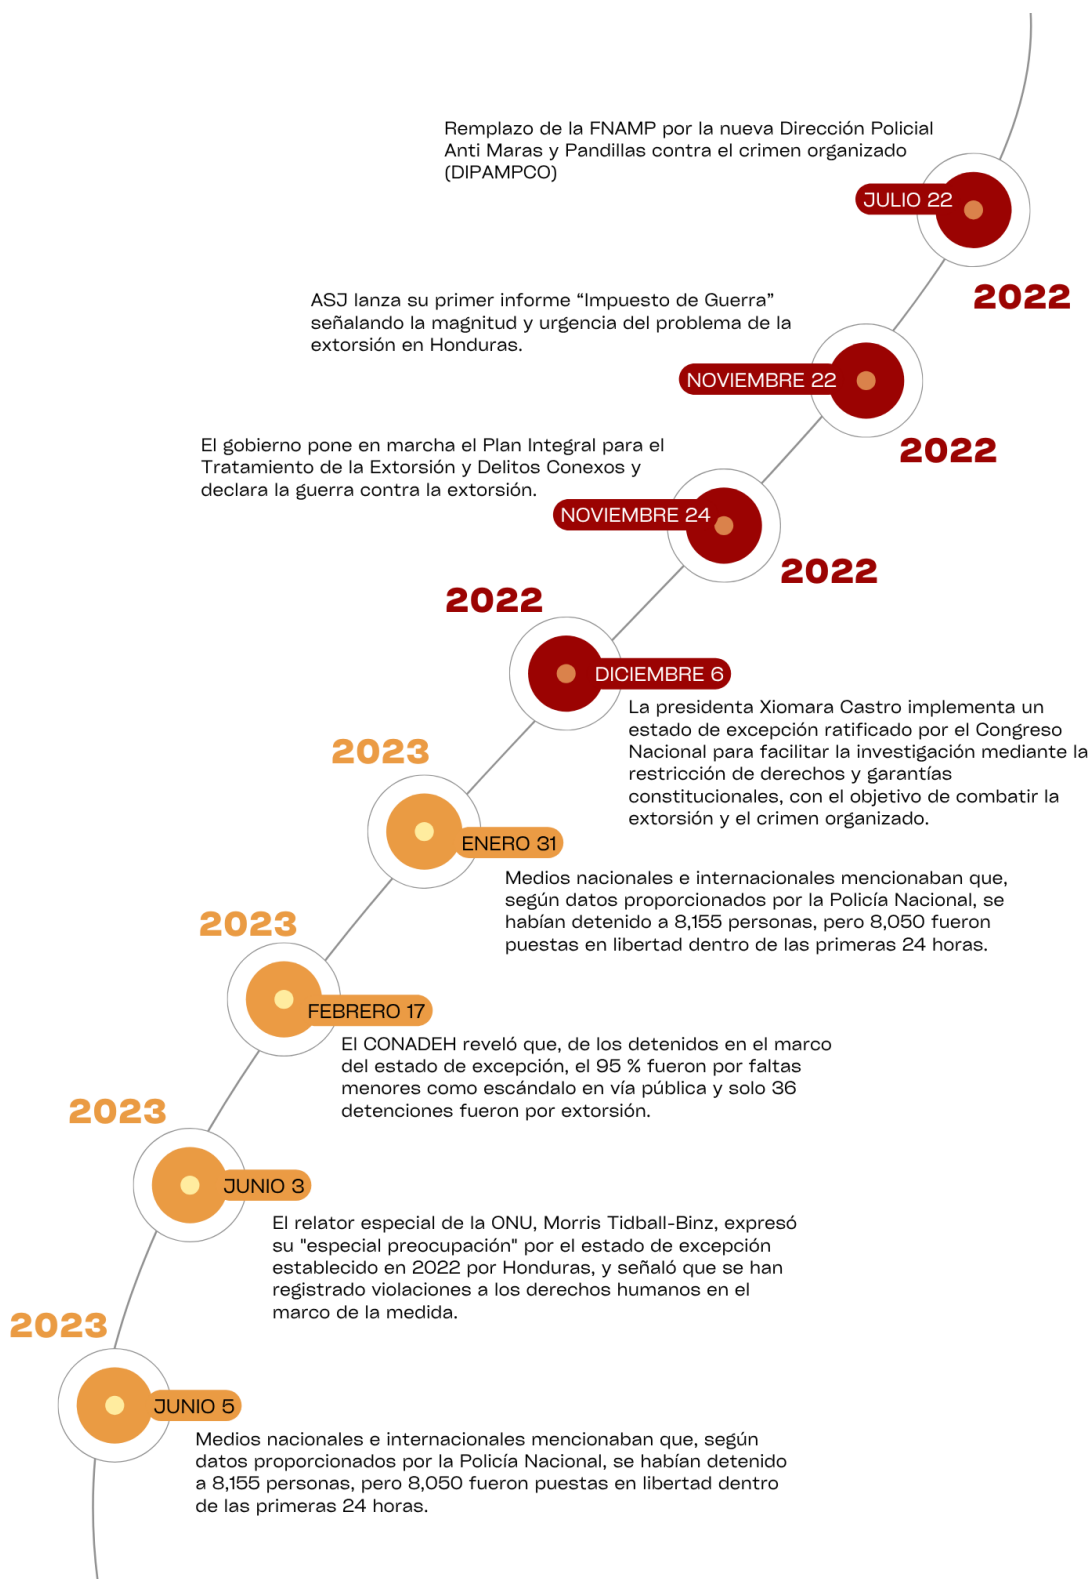 Remplazo de la FNAMP por la nueva Dirección Policial
Anti Maras y Pandillas contra el crimen organizado
(DIPAMPCO)
JULIO 22
2022
ASJ lanza su primer informe “Impuesto de Guerra”
señalando la magnitud y urgencia del problema de la
extorsión en Honduras.
NOVIEMBRE 22
2022
El gobierno pone en marcha el Plan Integral para el
Tratamiento de la Extorsión y Delitos Conexos y
declara la guerra contra la extorsión.
NOVIEMBRE 24
2022
2022
DICIEMBRE 6
La presidenta Xiomara Castro implementa un
estado de excepción ratificado por el Congreso
Nacional para facilitar la investigación mediante la
restricción de derechos y garantías
constitucionales, con el objetivo de combatir la
extorsión y el crimen organizado.
2023
ENERO 31
Medios nacionales e internacionales mencionaban que,
según datos proporcionados por la Policía Nacional, se
habían detenido a 8,155 personas, pero 8,050 fueron
puestas en libertad dentro de las primeras 24 horas.
2023
FEBRERO 17
El CONADEH reveló que, de los detenidos en el marco
del estado de excepción, el 95 % fueron por faltas
menores como escándalo en vía pública y solo 36
detenciones fueron por extorsión.
2023
JUNIO 3
El relator especial de la ONU, Morris Tidball-Binz, expresó
su "especial preocupación" por el estado de excepción
establecido en 2022 por Honduras, y señaló que se han
registrado violaciones a los derechos humanos en el
marco de la medida.
2023
JUNIO 5
Medios nacionales e internacionales mencionaban que, según
datos proporcionados por la Policía Nacional, se habían detenido
a 8,155 personas, pero 8,050 fueron puestas en libertad dentro
de las primeras 24 horas.